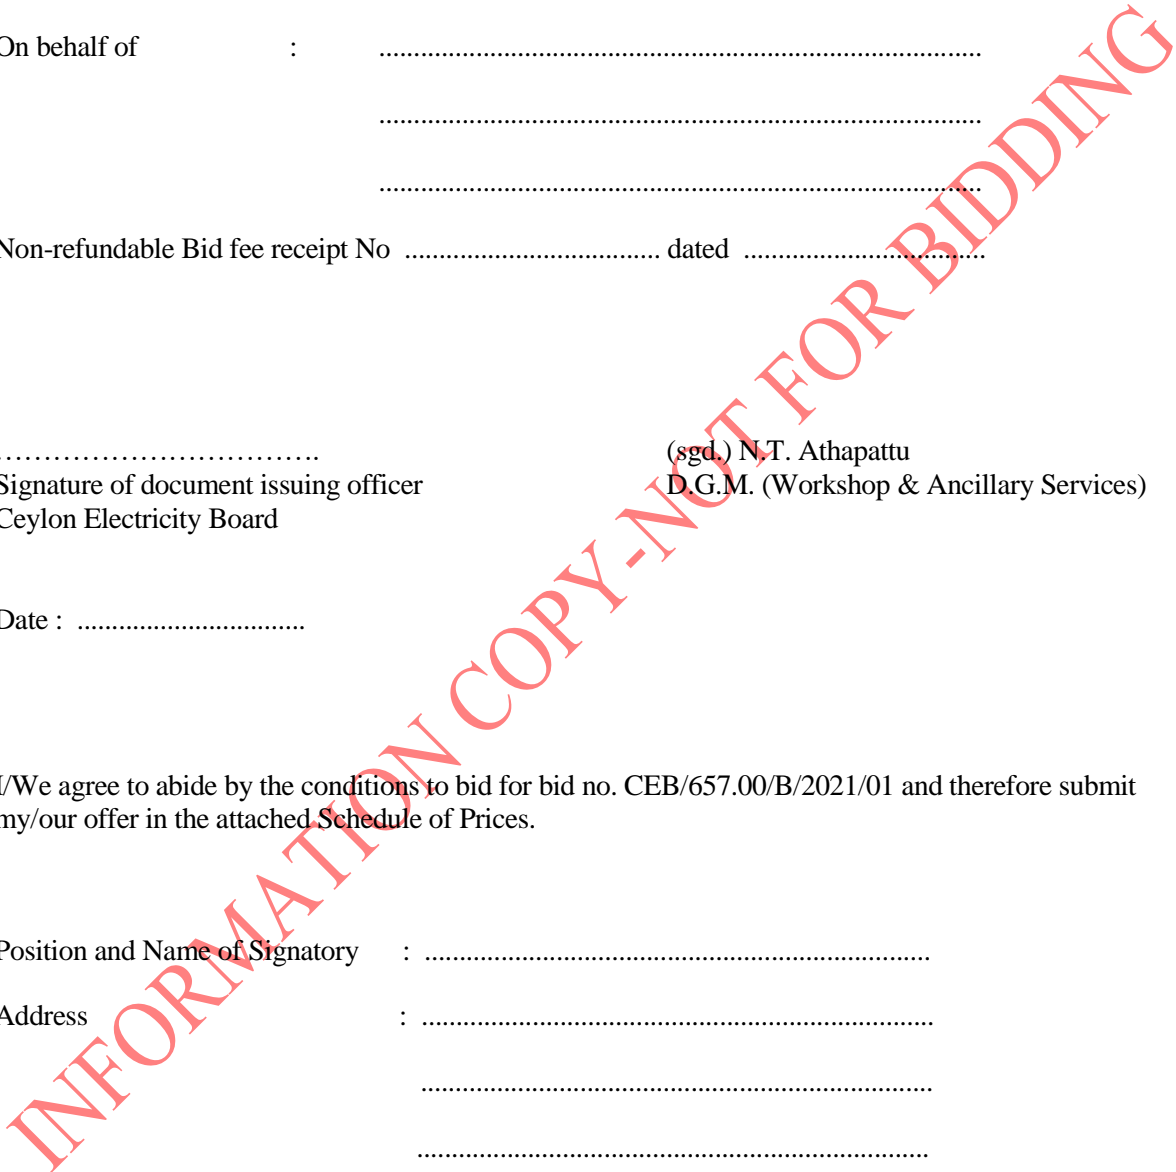 On behalf of : .......................................................................................
.......................................................................................
.......................................................................................
Non-refundable Bid fee receipt No ..................................... dated ...................................
……………………………. (sgd.) N.T. Athapattu
Signature of document issuing officer D.G.M. (Workshop & Ancillary Services)
Ceylon Electricity Board
Date : .................................
I/We agree to abide by the conditions to bid for bid no. CEB/657.00/B/2021/01 and therefore submit
my/our offer in the attached Schedule of Prices.
Position and Name of Signatory : .........................................................................
Address : ..........................................................................
..........................................................................
..........................................................................
INFORMATION COPY-NOT FOR BIDDING